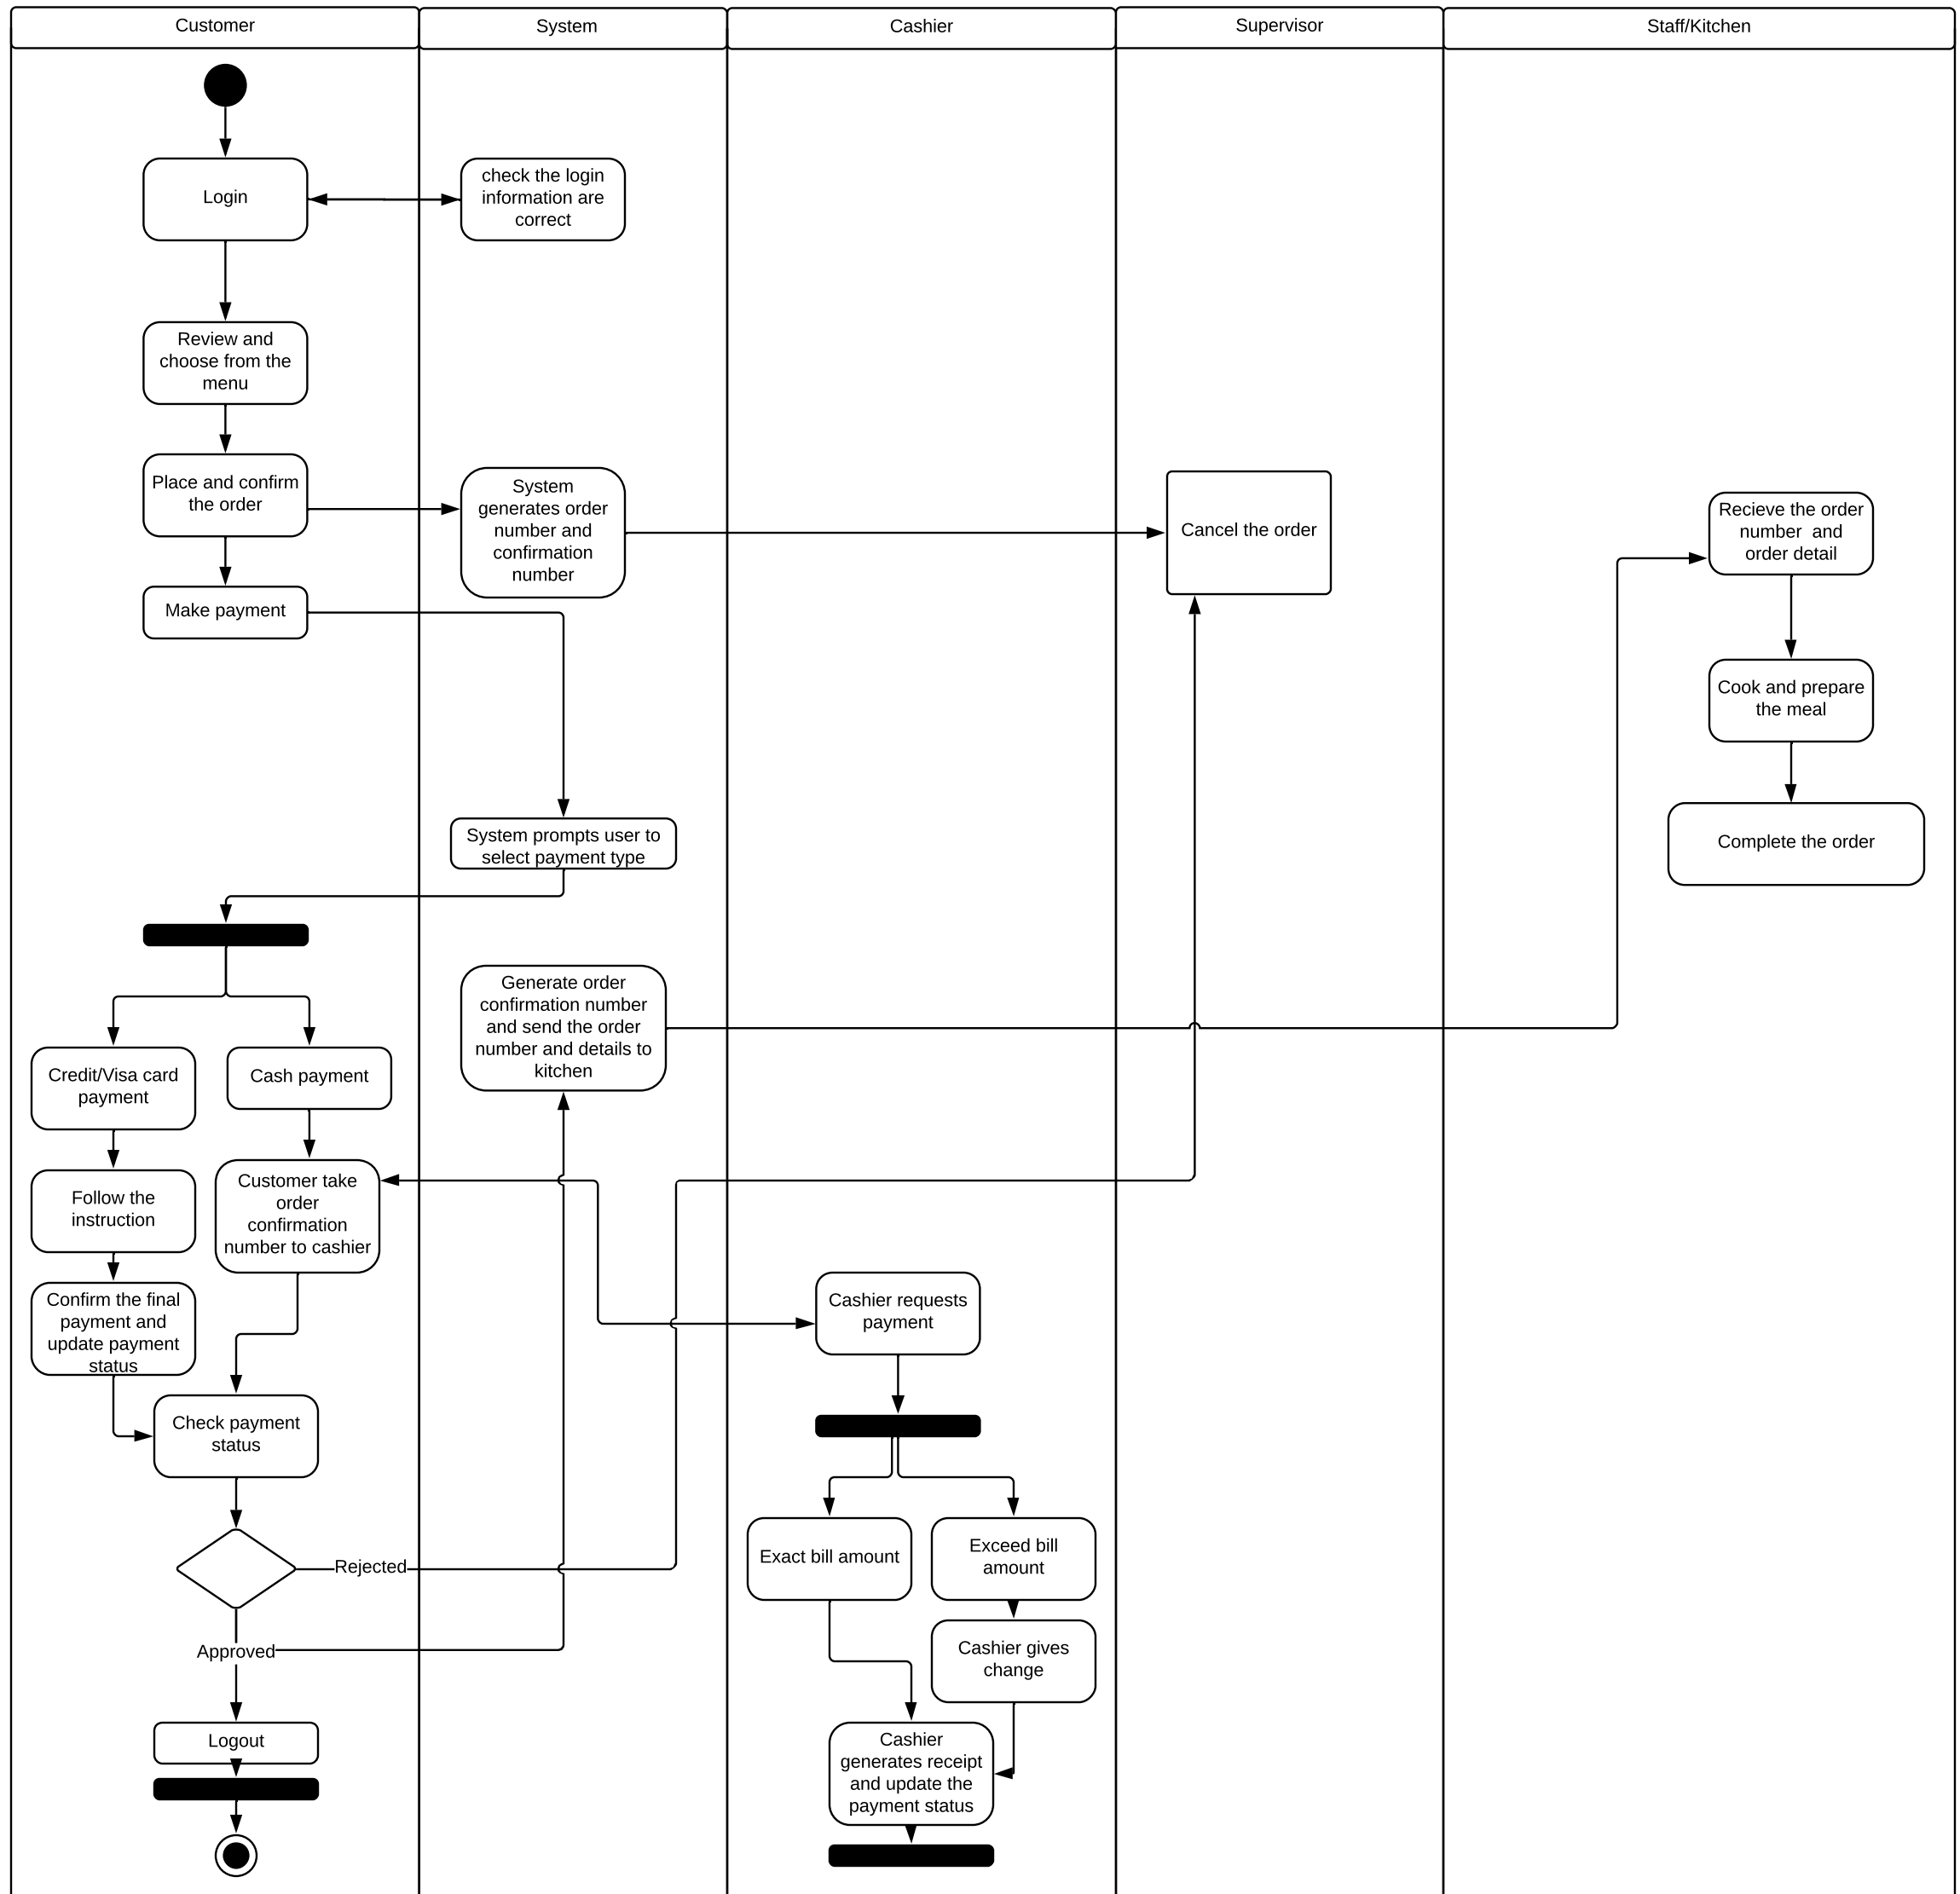 Customer
System
Cashier
Supervisor
Staff/Kitchen
Login
check the login
information are
correct
Review and
choose from the
menu
Place and confirm
the order
System
generates order
number and
confirmation
number
Cancel the order
Recieve the order
number  and
order detail
Make payment
Cook and prepare
the meal
System prompts user to
select payment type
Complete the order
Generate order
confirmation number
and send the order
number and details to
kitchen
Credit/Visa card
payment
Cash payment
Follow the
instruction
Customer take
order
confirmation
number to cashier
Confirm the final
payment and
update payment
status
Cashier requests
payment
Check payment
status
Rejected
Exact bill amount
Exceed bill
amount
Approved
Cashier gives
change
Logout
Cashier
generates receipt
and update the
payment status